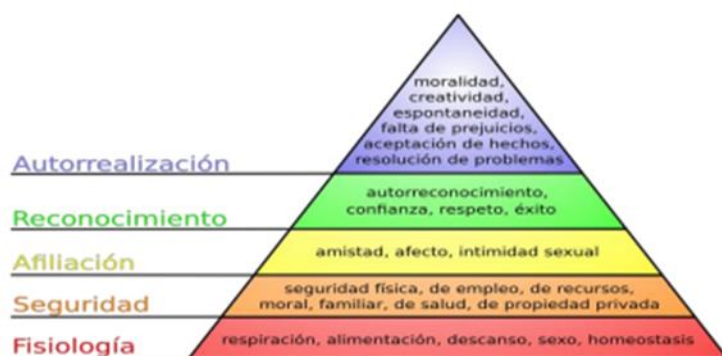 moralidad,
creatividad,
espontaneidad,
falta de prejuicios,
aceptación de hechos,
resolución de problemas
Autorrealización
autorreconocimiento,
confianza, respeto, éxito
Reconocimiento
amistad, afecto, intimidad sexual
Afiliación
seguridad física, de empleo, de recursos,
moral, familiar, de salud, de propiedad privada
Seguridad
respiración, alimentación, descanso, sexo, homeostasis
Fisiología